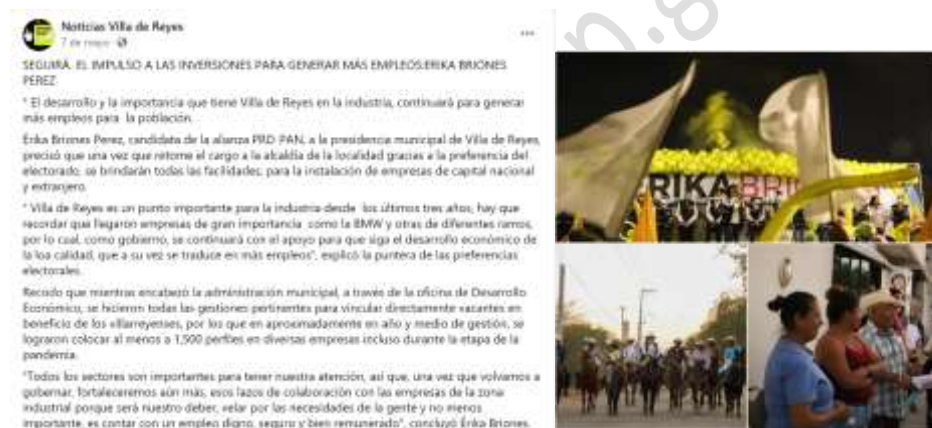 Noticias Villa de Reyes
7 de mayo
SEGUIRÁ EL IMPULSO A LAS INVERSIONES PARA GENERAR MÁS EMPLEOS:ERIKA BRIONES
PEREZ
* El desarrollo y la importancia que tiene Villa de Reyes en la industria, continuará para generar
más empleos para la población.
Érika Briones Perez, candidata de la alianza PRD PAN, a la presidencia municipal de Villa de Reyes,
precisó que una vez que retome el cargo a la alcaldía de la localidad gracias a la preferencia del
electorado, se brindarán todas las facilidades, para la instalación de empresas de capital nacional
y extranjero.
" Villa de Reyes es un punto importante para la industria desde los últimos tres años, hay que
recordar que llegaron empresas de gran importancia como la BMW y otras de diferentes ramos,
por lo cual, como gobierno, se continuará con el apoyo para que siga el desarrollo económico de
la loa calidad, que a su vez se traduce en más empleos", explicó la puntera de las preferencias
electorales.
Recodo que mientras encabezó la administración municipal, a través de la oficina de Desarrollo
Económico, se hicieron todas las gestiones pertinentes para vincular directamente vacantes en
beneficio de los villarreyenses, por los que en aproximadamente en año y medio de gestión, se
lograron colocar al menos a 1,500 perfiles en diversas empresas incluso durante la etapa de la
pandemia.
"Todos los sectores son importantes para tener nuestra atención, así que, una vez que volvamos a
gobernar, fortaleceremos aún más, esos lazos de colaboración con las empresas de la zona
industrial porque será nuestro deber, velar por las necesidades de la gente y no menos
importante, es contar con un empleo digno, seguro y bien remunerado", concluyó Érika Briones.
ERIKA BRI